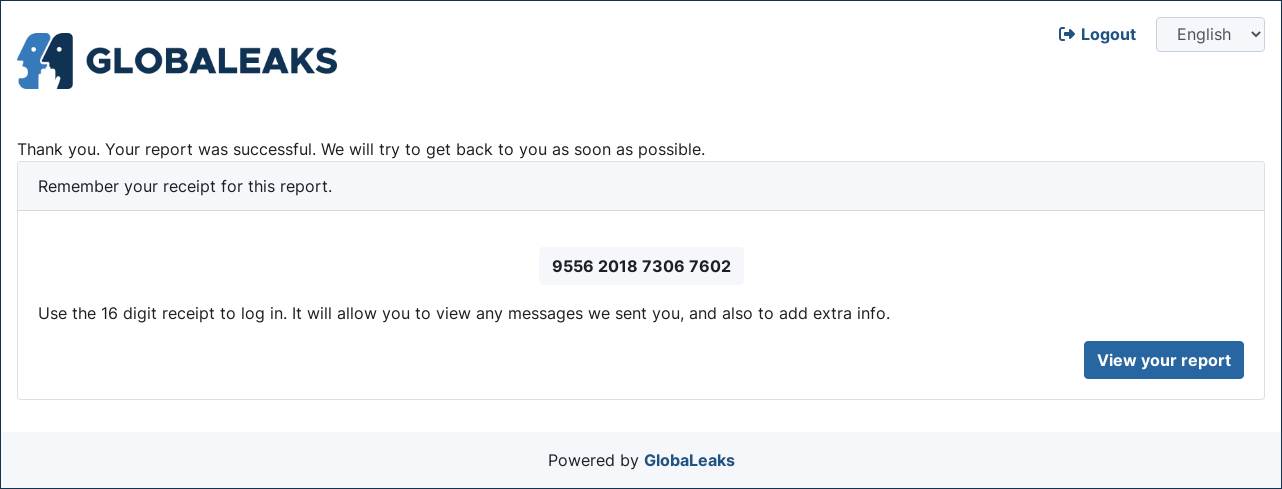 GLOBALEAKS
Logout
English
Thank you. Your report was successful. We will try to get back to you as soon as possible.
Remember your receipt for this report.
9556 2018 7306 7602
Use the 16 digit receipt to log in. It will allow you to view any messages we sent you, and also to add extra info.
View your report
Powered by GlobaLeaks